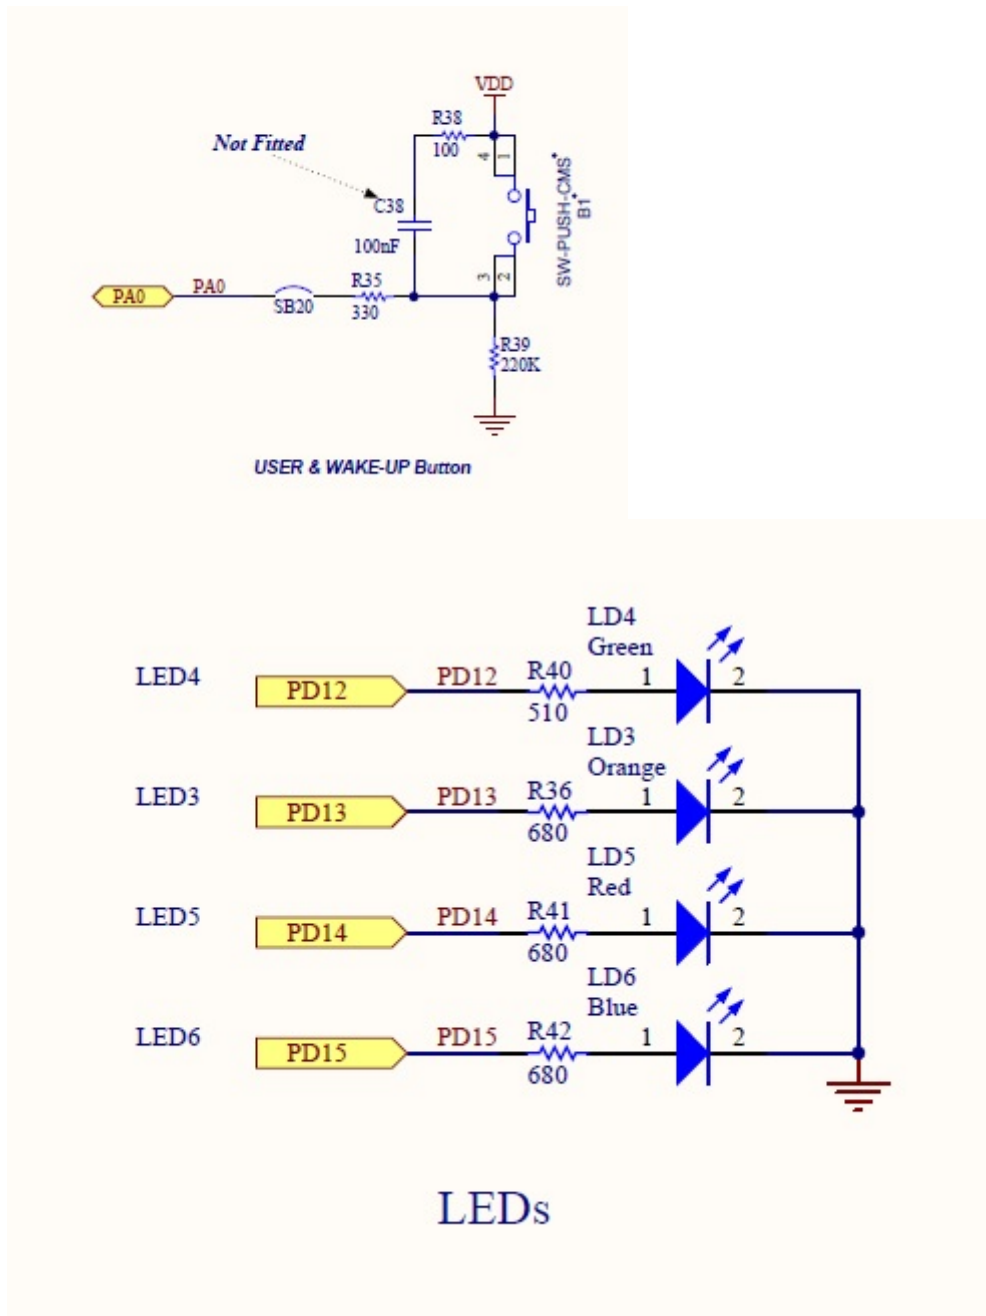 VDD
R38
100
Not Fitted
4
1
C38
100nF
SW-PUSH-CMS
B1
3
2
PA0
PA0
SB20
R35
330
R39
220K
USER & WAKE-UP Button
LD4
Green
LED4
PD12
PD12
R40
510
1
2
LD3
Orange
LED3
PD13
PD13
R36
680
1
2
LD5
Red
LED5
PD14
PD14
R41
680
1
2
LD6
Blue
LED6
PD15
PD15
R42
680
1
2
LEDs